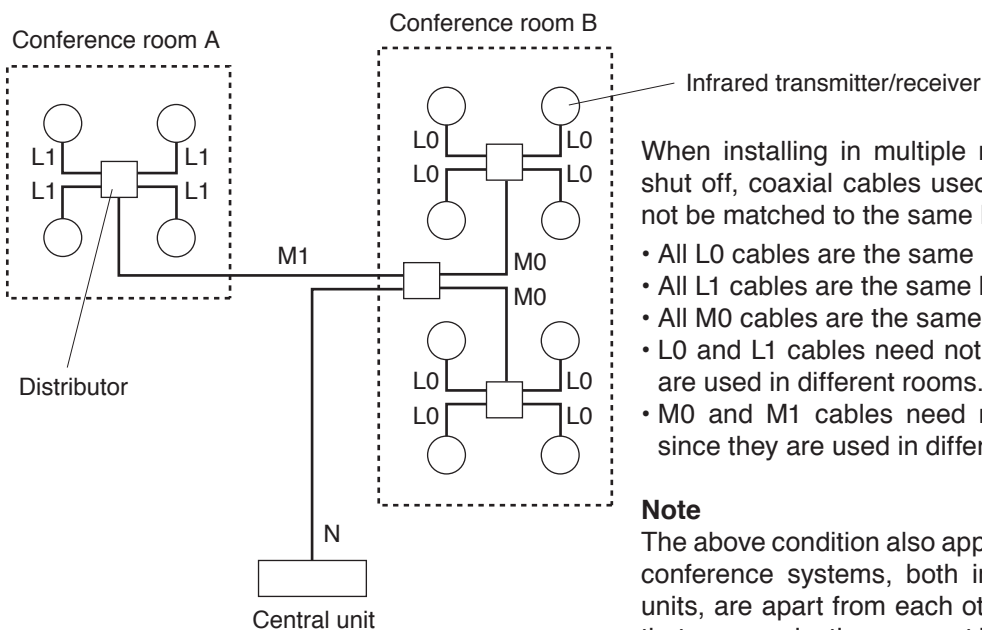 Conference room A
Conference room B
Infrared transmitter/receiver
L1
L1
L1
L1
L0
L0
L0
L0
M1
M0
M0
L0
L0
L0
L0
Distributor
N
Central unit
When installing in multiple
shut off, coaxial cables used
not be matched to the same
• All L0 cables are the same
• All L1 cables are the same
• All M0 cables are the same
• L0 and L1 cables need not
are used in different rooms.
• M0 and M1 cables need
since they are used in
Note
The above condition also
conference systems, both
units, are apart from each